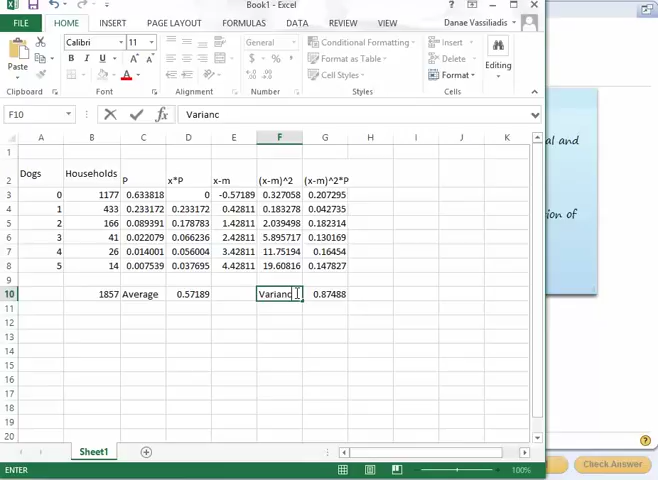 Book1 - Excel
FILE HOME INSERT PAGE LAYOUT FORMULAS DATA REVIEW VIEW Danae Vassiliadis
Paste Calibri 11 General Conditional Formatting Insert Editing
B I U A A $ % Format as Table Delete
Cell Styles Format
Clipboard Font Alignment Number Styles Cells
F10 Varianc
A B C D E F G H I J K
1
2 Dogs Households P x*P x-m (x-m)^2 (x-m)^2*P
3 0 1177 0.633818 0 -0.57189 0.327058 0.207295
4 1 433 0.233172 0.233172 0.42811 0.183278 0.042735
5 2 166 0.089391 0.178783 1.42811 2.039498 0.182314
6 3 41 0.022079 0.066236 2.42811 5.895717 0.130169
7 4 26 0.014001 0.056004 3.42811 11.75194 0.16454
8 5 14 0.007539 0.037695 4.42811 19.60816 0.147827
9
10 1857 Average 0.57189 Varianc 0.87488
11
12
13
14
15
16
17
18
19
20
Sheet1
ENTER 100%
al and
ion of
Check Answer